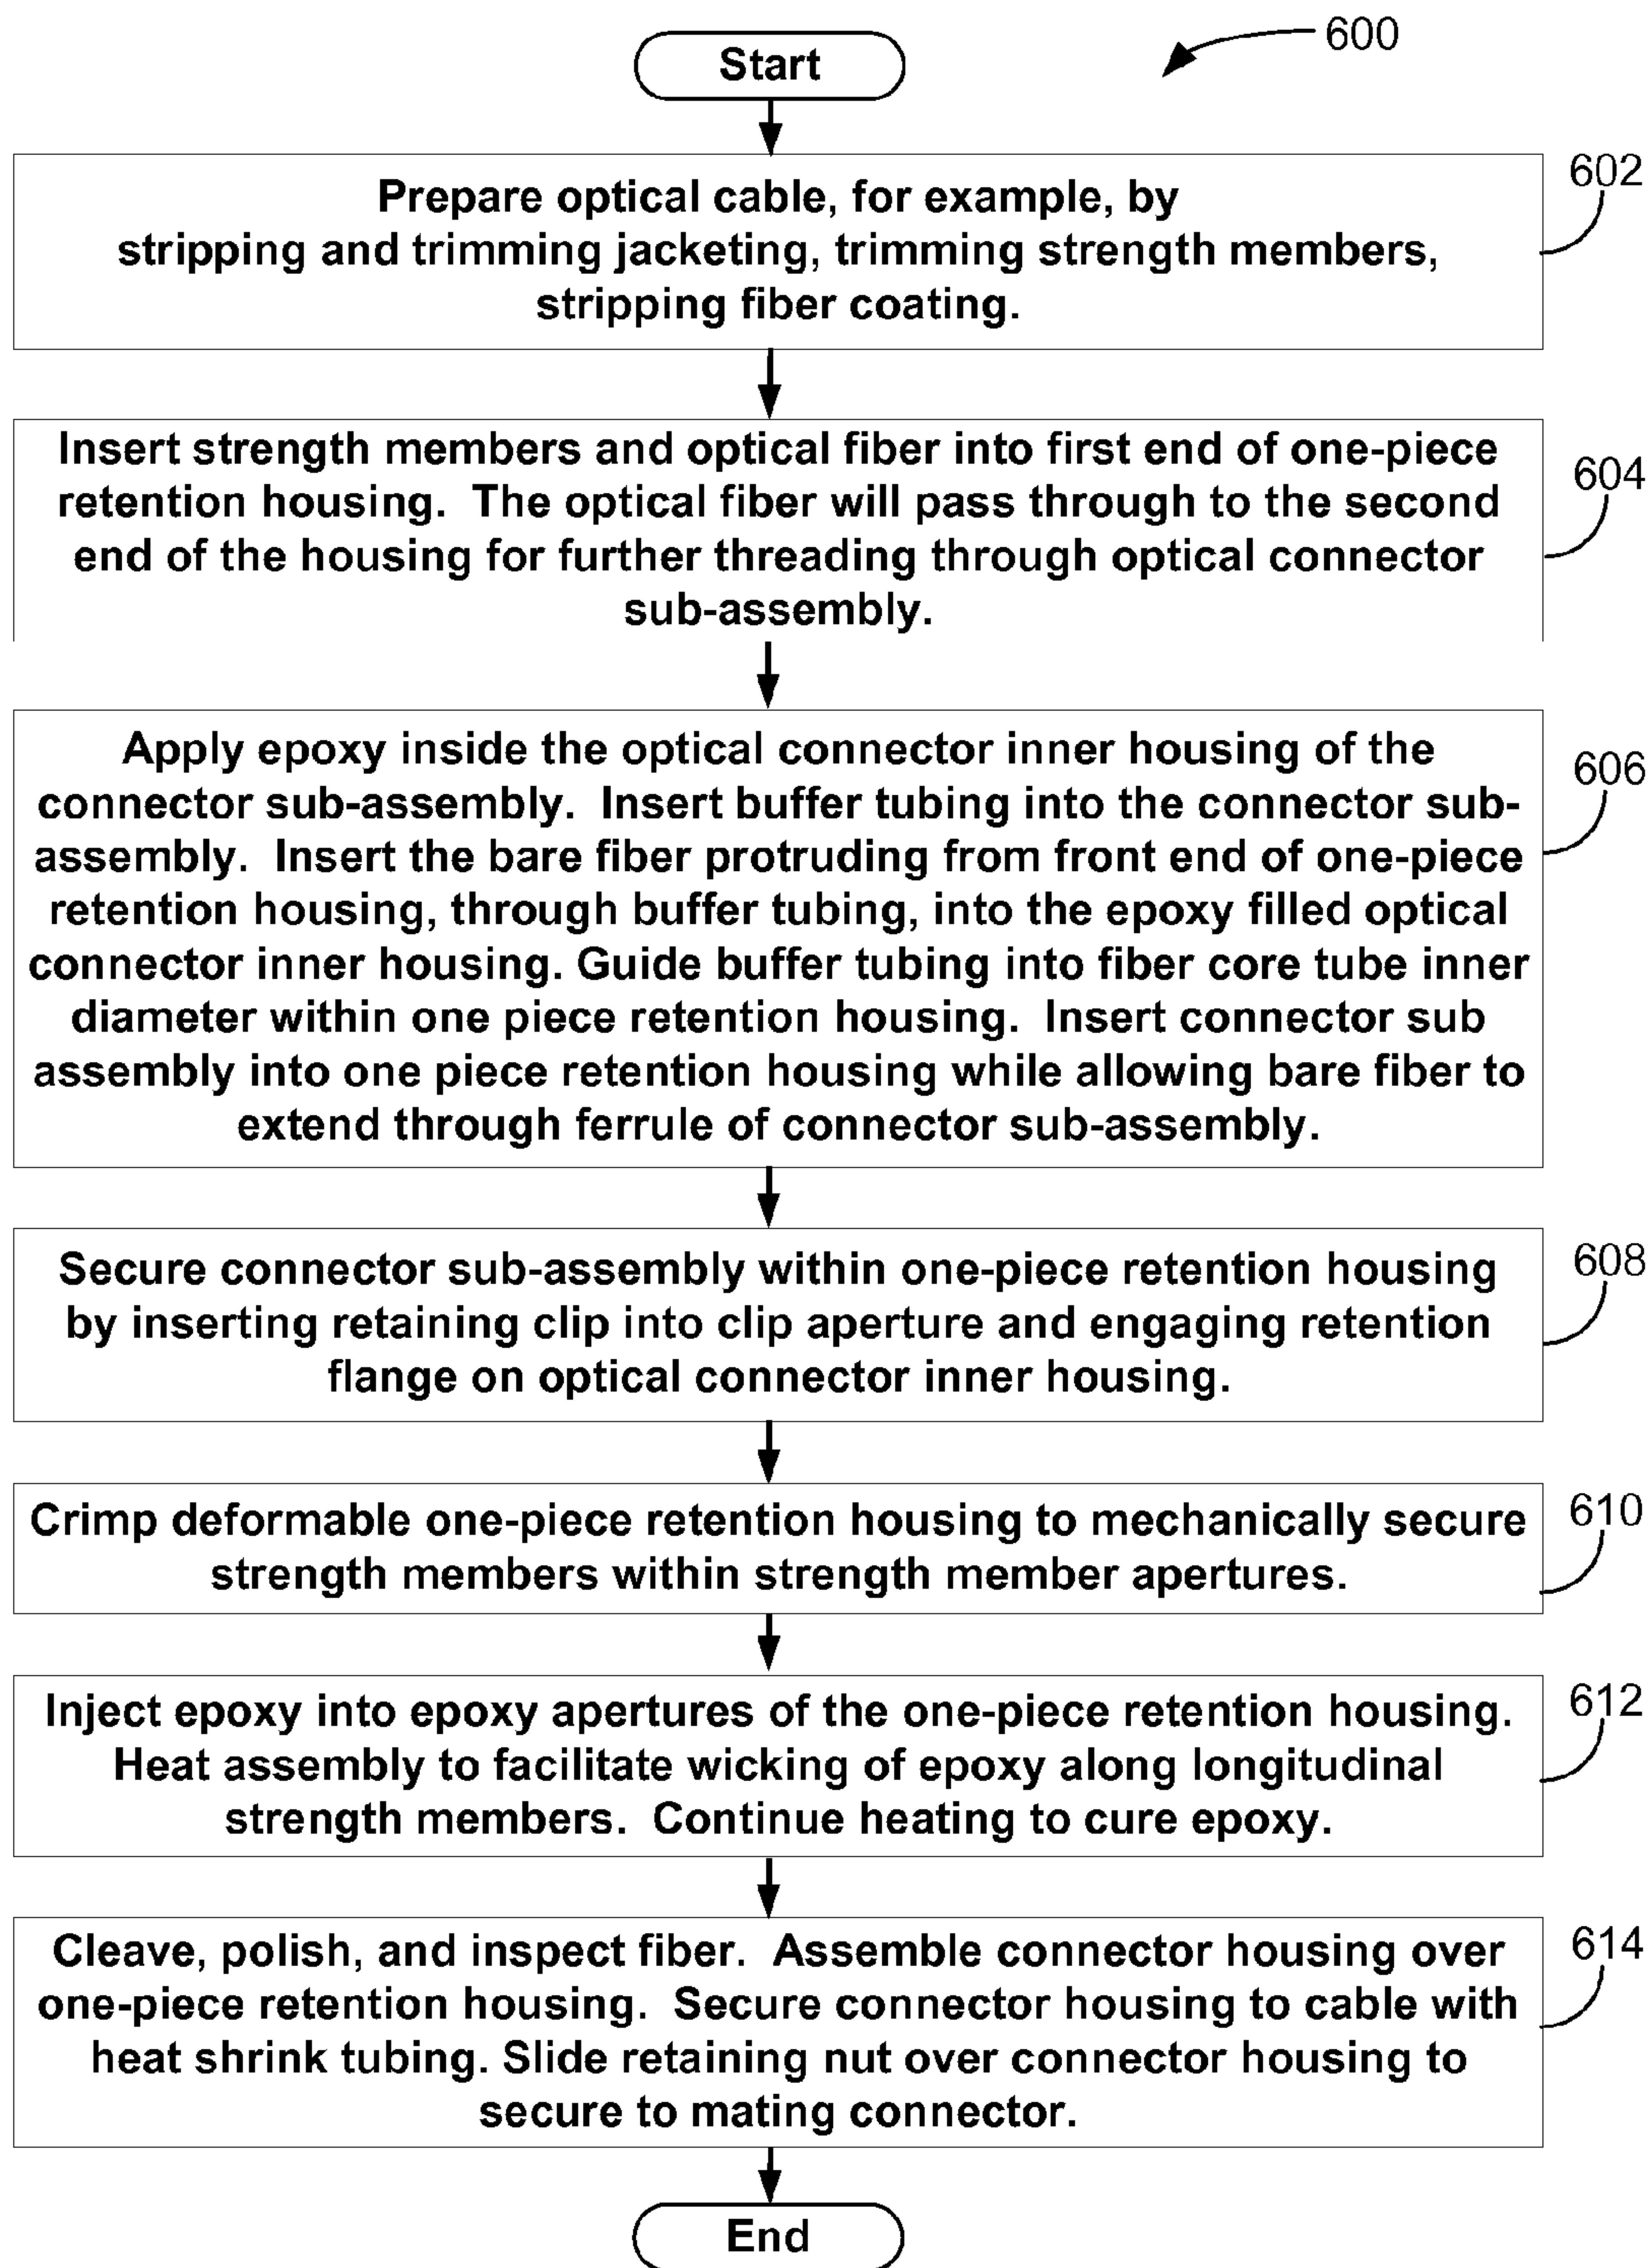 Start
600
Prepare optical cable, for example, by
stripping and trimming jacketing, trimming strength members,
stripping fiber coating.
602
Insert strength members and optical fiber into first end of one-piece
retention housing.  The optical fiber will pass through to the second
end of the housing for further threading through optical connector
sub-assembly.
604
Apply epoxy inside the optical connector inner housing of the
connector sub-assembly.  Insert buffer tubing into the connector sub-
assembly.  Insert the bare fiber protruding from front end of one-piece
retention housing, through buffer tubing, into the epoxy filled optical
connector inner housing. Guide buffer tubing into fiber core tube inner
diameter within one piece retention housing.  Insert connector sub
assembly into one piece retention housing while allowing bare fiber to
extend through ferrule of connector sub-assembly.
606
Secure connector sub-assembly within one-piece retention housing
by inserting retaining clip into clip aperture and engaging retention
flange on optical connector inner housing.
608
Crimp deformable one-piece retention housing to mechanically secure
strength members within strength member apertures.
610
Inject epoxy into epoxy apertures of the one-piece retention housing.
Heat assembly to facilitate wicking of epoxy along longitudinal
strength members.  Continue heating to cure epoxy.
612
Cleave, polish, and inspect fiber.  Assemble connector housing over
one-piece retention housing.  Secure connector housing to cable with
heat shrink tubing. Slide retaining nut over connector housing to
secure to mating connector.
614
End